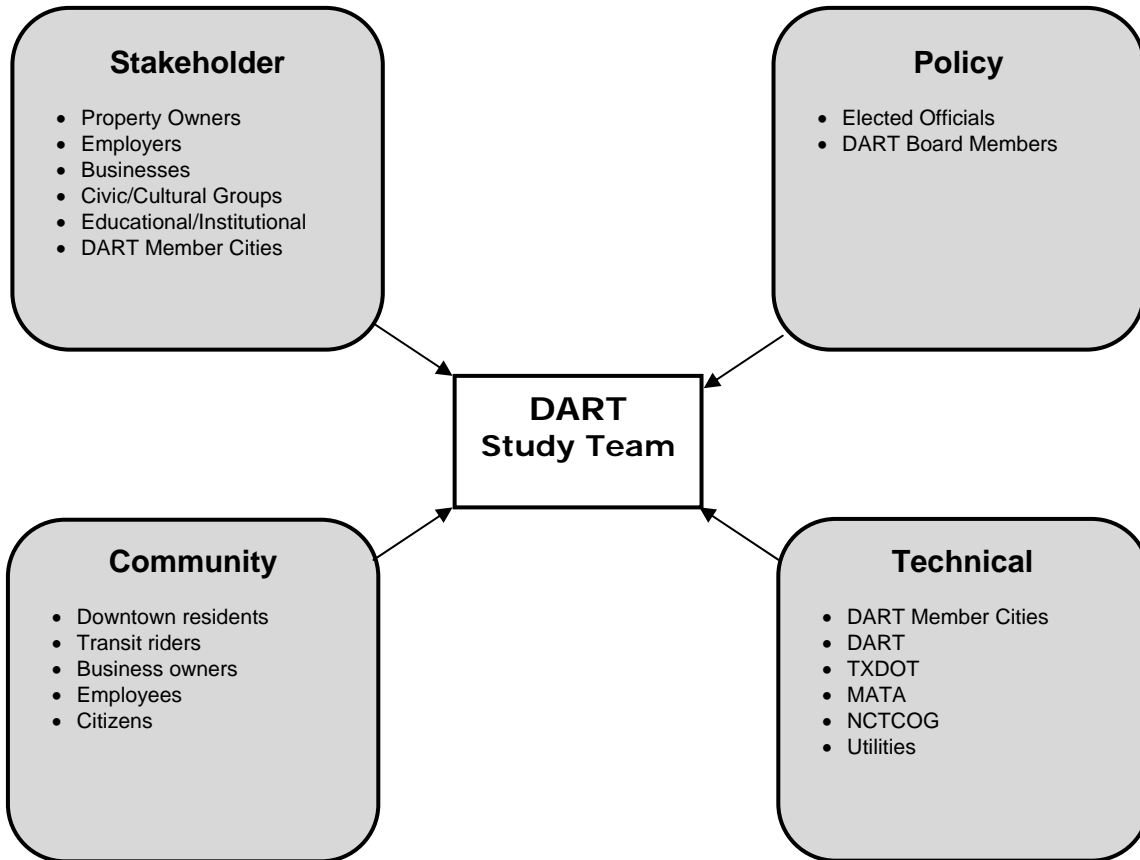 Stakeholder
• Property Owners
• Employers
• Businesses
• Civic/Cultural Groups
• Educational/Institutional
• DART Member Cities
Policy
• Elected Officials
• DART Board Members
DART
Study Team
Community
• Downtown residents
• Transit riders
• Business owners
• Employees
• Citizens
Technical
• DART Member Cities
• DART
• TXDOT
• MATA
• NCTCOG
• Utilities